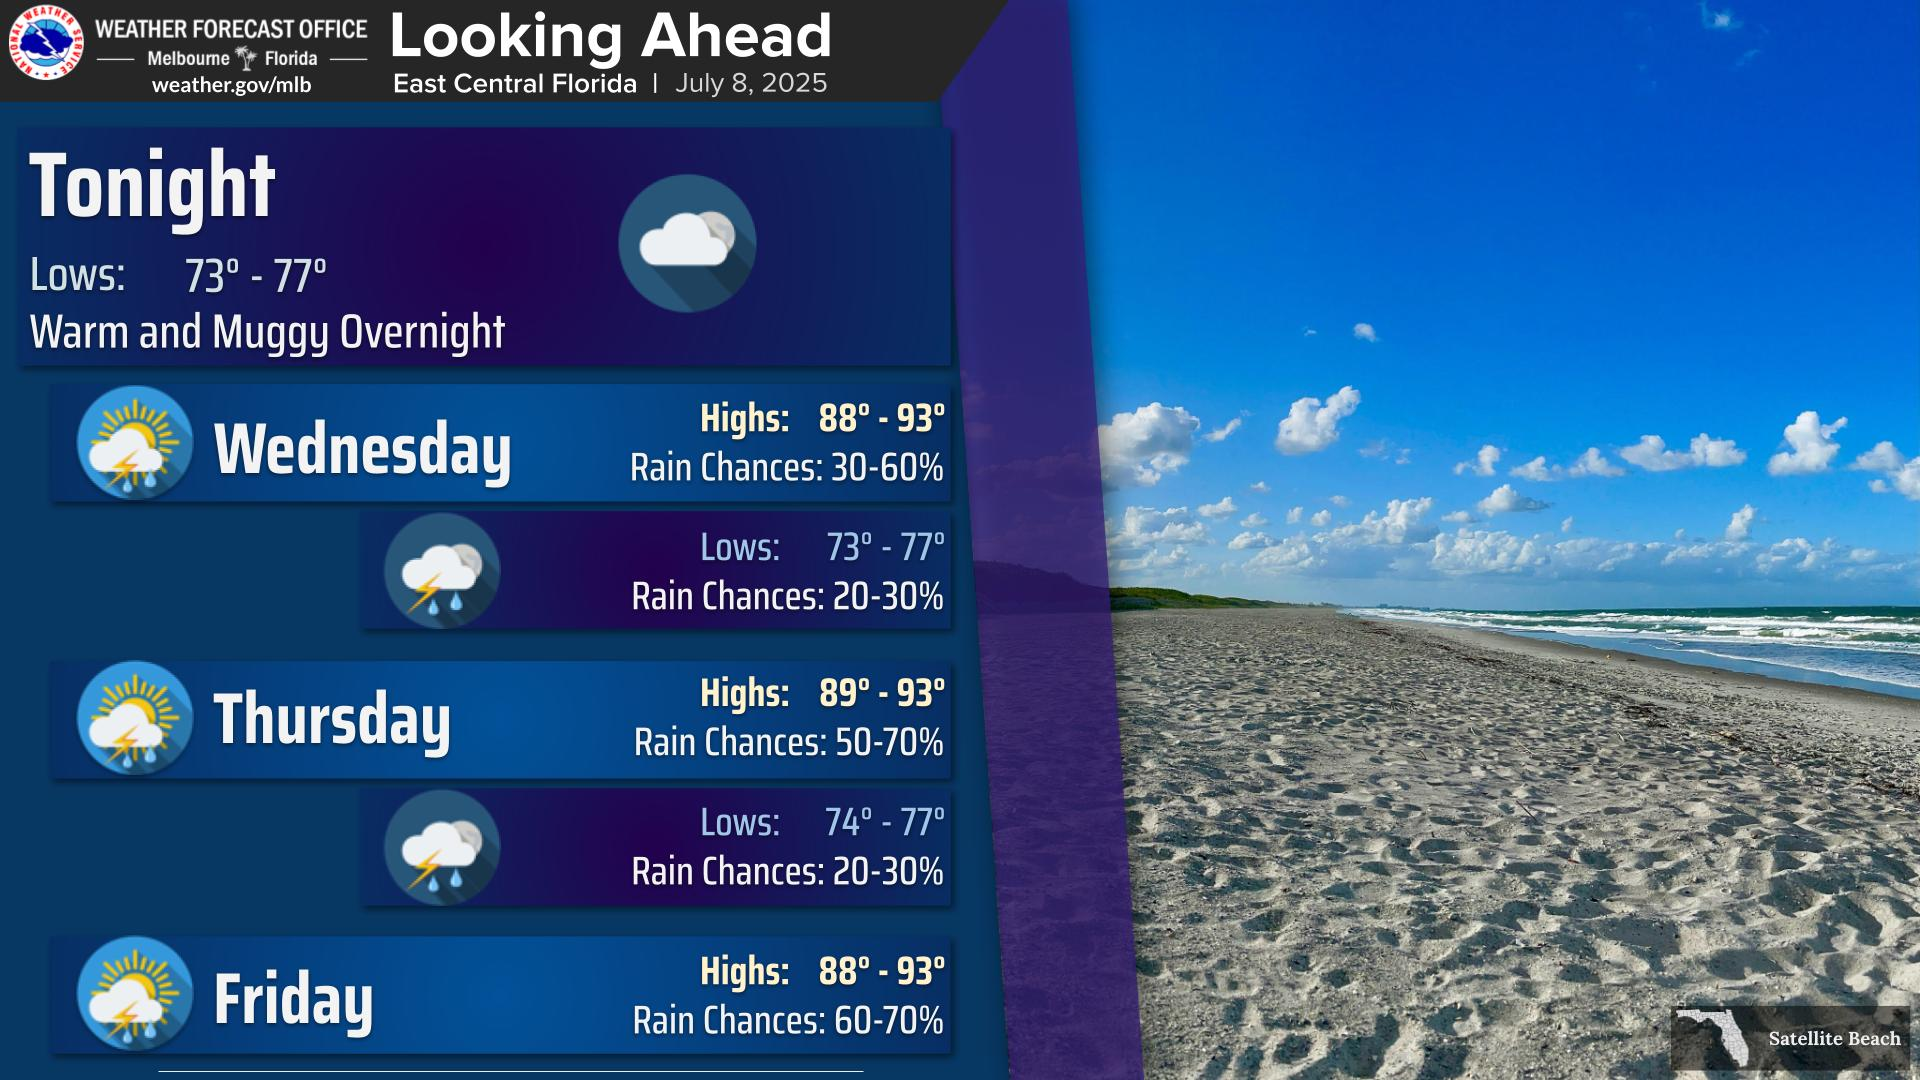 NATIONAL WEATHER SERVICE
WEATHER FORECAST OFFICE
Melbourne Florida
weather.gov/mlb
Looking Ahead
East Central Florida | July 8, 2025
Tonight
Lows: 73° - 77°
Warm and Muggy Overnight
Wednesday
Highs: 88° - 93°
Rain Chances: 30-60%
Lows: 73° - 77°
Rain Chances: 20-30%
Thursday
Highs: 89° - 93°
Rain Chances: 50-70%
Lows: 74° - 77°
Rain Chances: 20-30%
Friday
Highs: 88° - 93°
Rain Chances: 60-70%
Satellite Beach